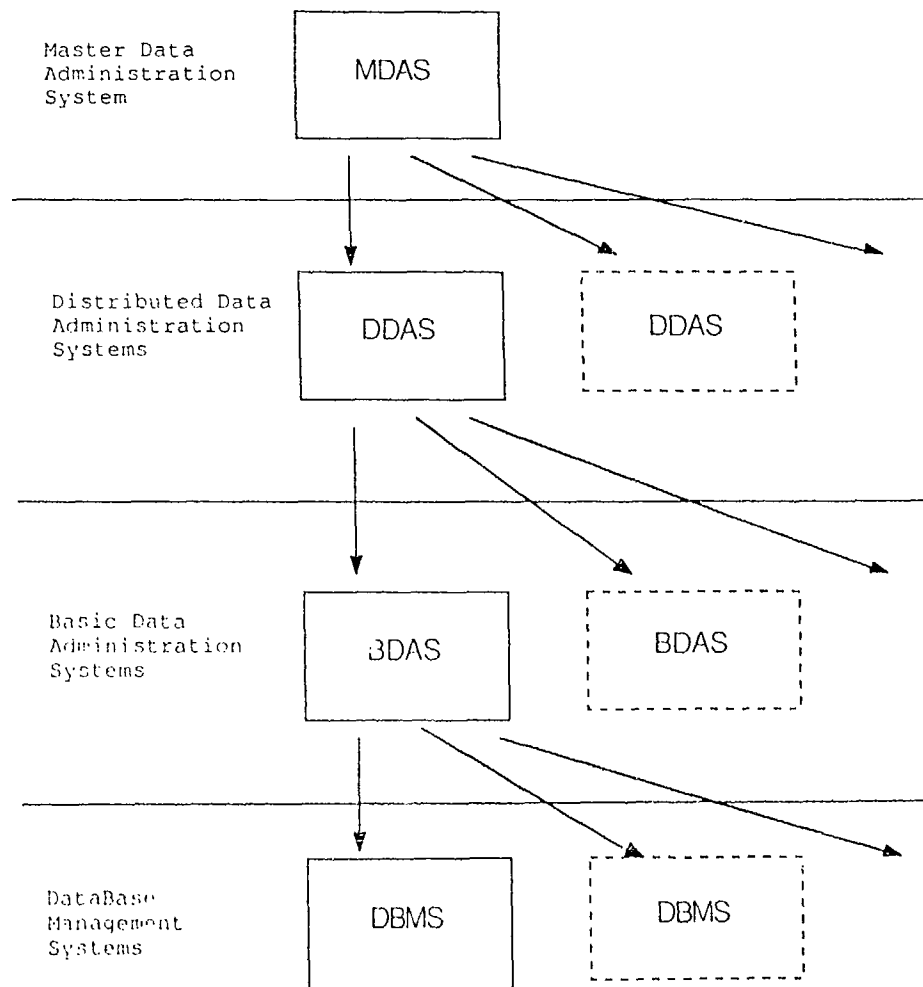 Master Data
Administration
System
MDAS
Distributed Data
Administration
Systems
DDAS
DDAS
Basic Data
Administration
Systems
BDAS
BDAS
DataBase
Management
Systems
DBMS
DBMS